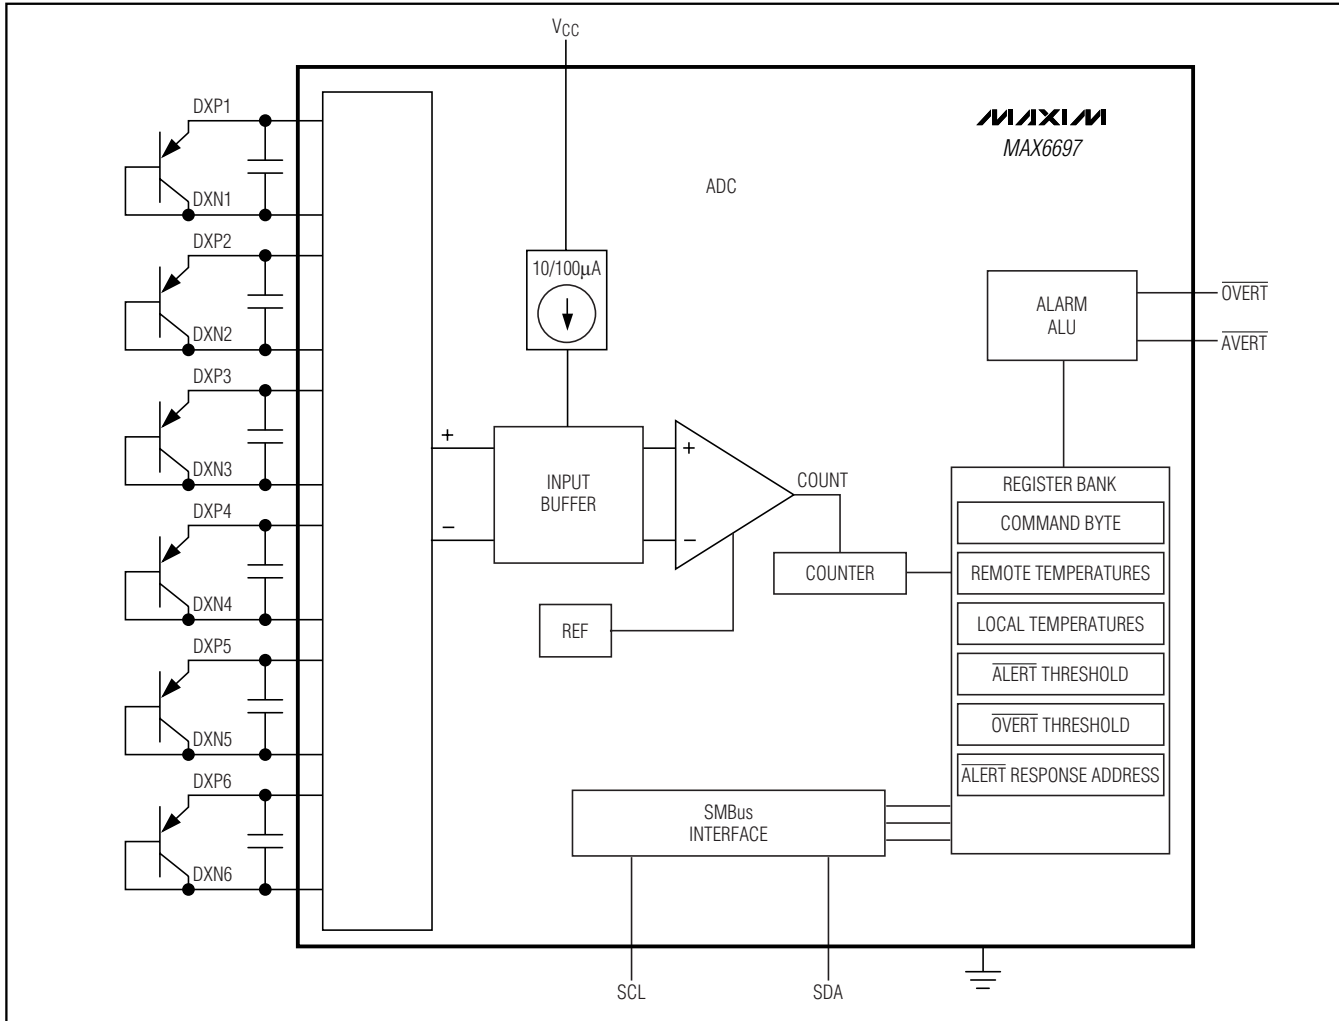 VCC
DXP1
DXN1
DXP2
DXN2
DXP3
DXN3
DXP4
DXN4
DXP5
DXN5
DXP6
DXN6
MAXIM
MAX6697
ADC
10/100µA
ALARM
ALU
OVERT
AVERT
+
−
INPUT
BUFFER
+
−
COUNT
COUNTER
REF
REGISTER BANK
COMMAND BYTE
REMOTE TEMPERATURES
LOCAL TEMPERATURES
ALERT THRESHOLD
OVERT THRESHOLD
ALERT RESPONSE ADDRESS
SMBus
INTERFACE
SCL
SDA